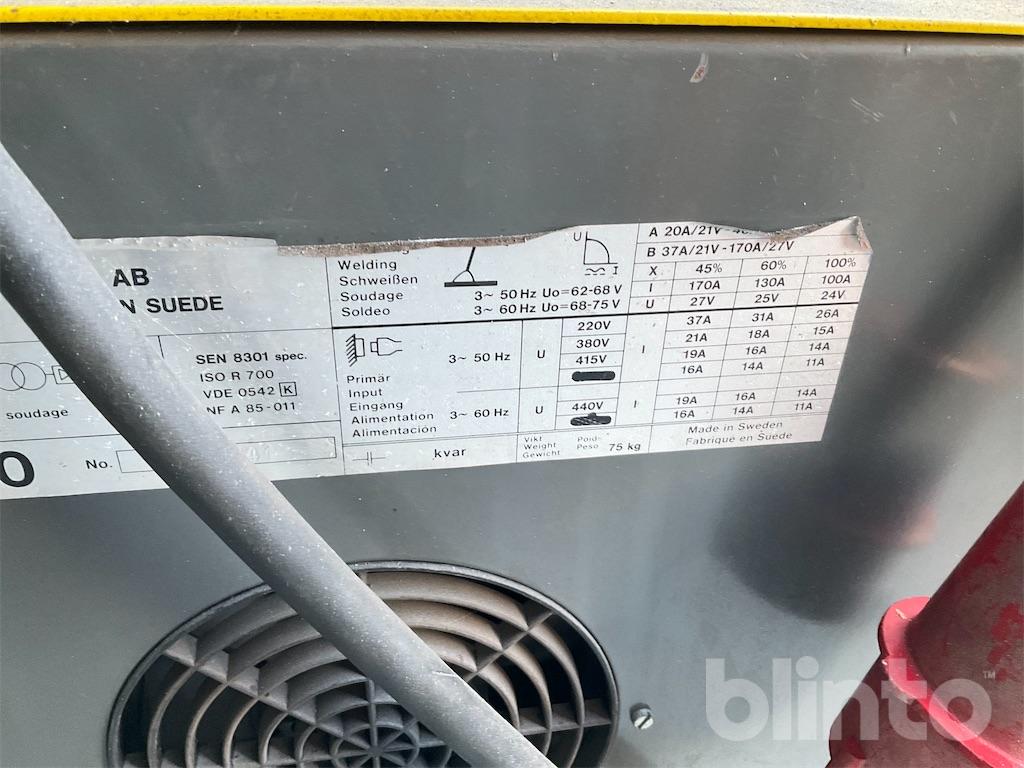 AB
N SUEDE
soudage
SEN 8301 spec.
ISO R 700
VDE 0542 K
NF A 85-011
O
No.
Welding
Schweißen
Soudage
Soldeo
U
I
3~ 50 Hz Uo=62-68 V
3~ 60 Hz Uo=68-75 V
A 20A/21V
B 37A/21V-170A/27V
X 45% 60% 100%
I 170A 130A 100A
U 27V 25V 24V
Primär
Input
Eingang
Alimentation
Alimentación
3~ 50 Hz U I
220V 37A 31A 26A
380V 21A 18A 15A
415V 19A 16A 14A
16A 14A 11A
3~ 60 Hz U I
440V 19A 16A 14A
16A 14A 11A
kvar
Vikt Poid-
Weight Peso 75 kg
Gewicht
Made in Sweden
Fabriqué en Suède
blinto™